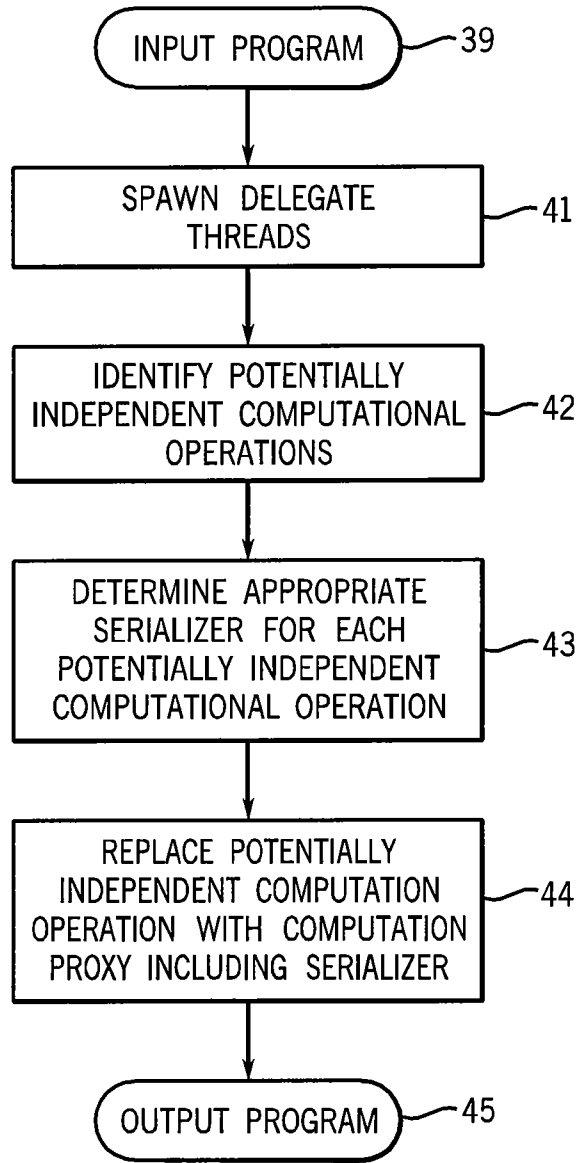 INPUT PROGRAM
39
SPAWN DELEGATE
THREADS
41
IDENTIFY POTENTIALLY
INDEPENDENT COMPUTATIONAL
OPERATIONS
42
DETERMINE APPROPRIATE
SERIALIZER FOR EACH
POTENTIALLY INDEPENDENT
COMPUTATIONAL OPERATION
43
REPLACE POTENTIALLY
INDEPENDENT COMPUTATION
OPERATION WITH COMPUTATION
PROXY INCLUDING SERIALIZER
44
OUTPUT PROGRAM
45